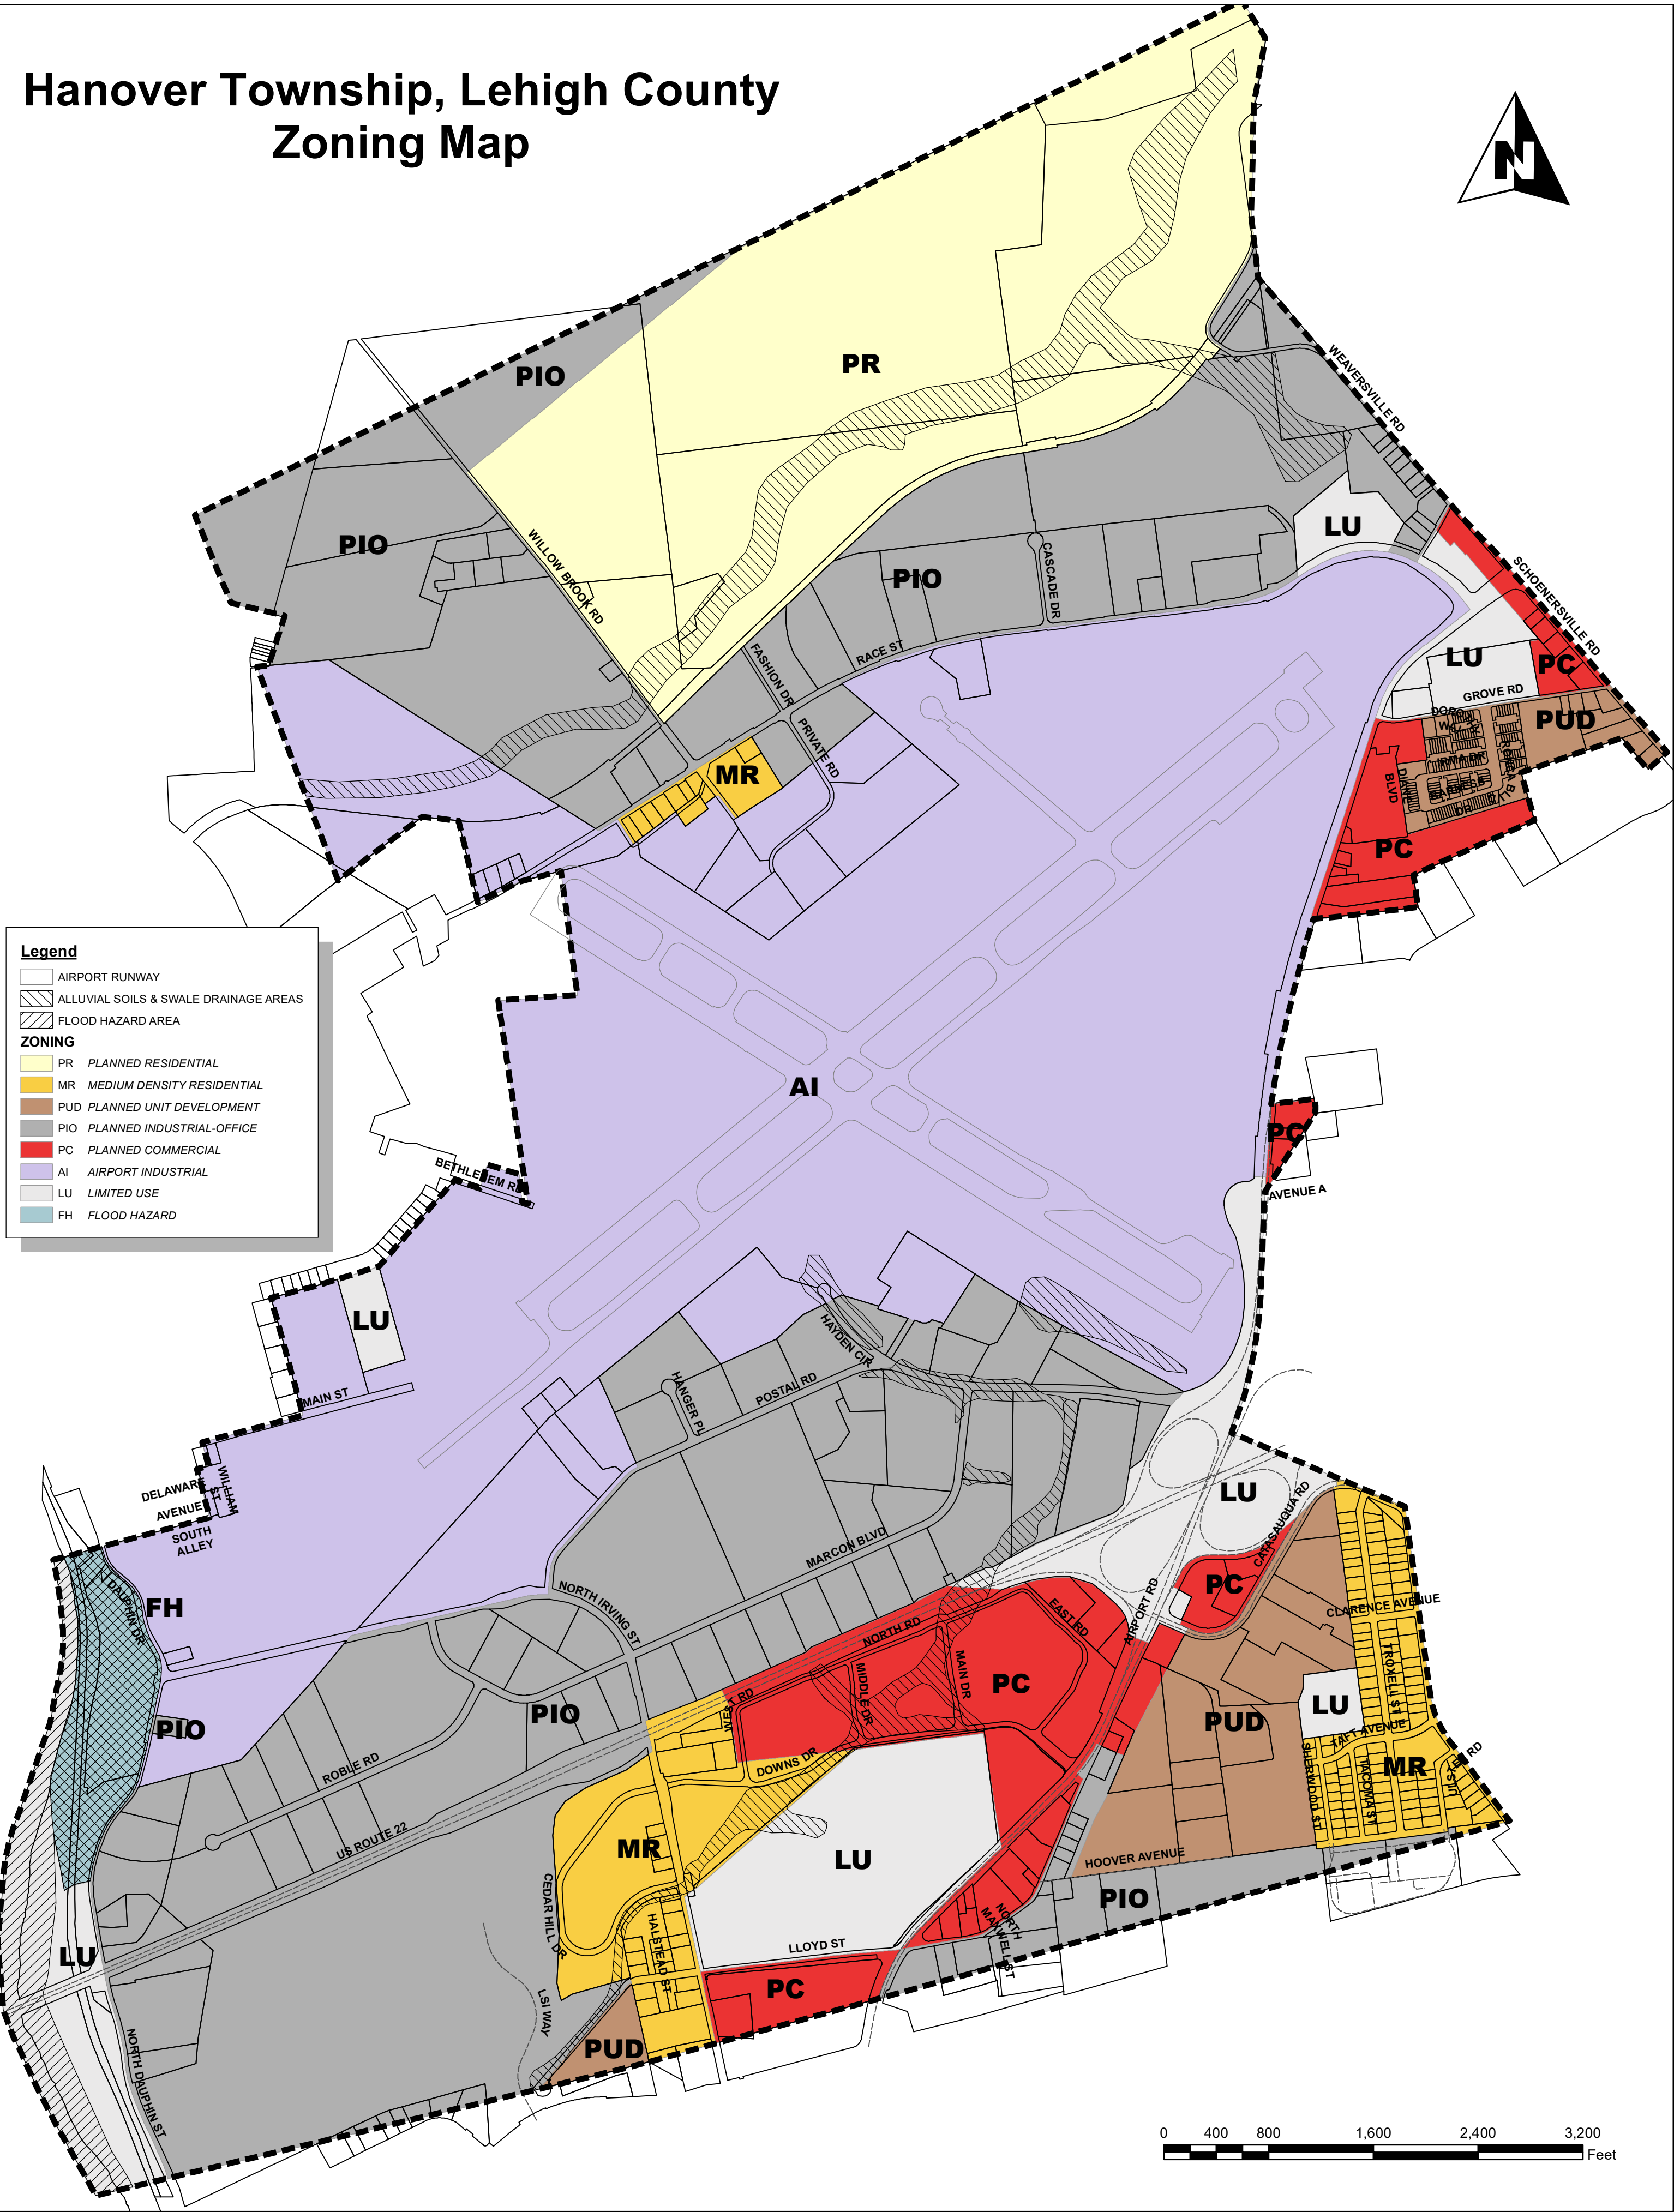 Hanover Township, Lehigh County
Zoning Map
N
PR
PIO
WEAVERSVILLE RD
PIO
LU
WILLOW BROOK RD
PIO
CASCADE DR
SCHOENERSVILLE RD
RACE ST
FASHION DR
LU
PC
GROVE RD
PUD
PRIVATE RD
MR
IRMA DR
DIANE
BLVD
DR
PC
Legend
AIRPORT RUNWAY
ALLUVIAL SOILS & SWALE DRAINAGE AREAS
FLOOD HAZARD AREA
ZONING
PR PLANNED RESIDENTIAL
MR MEDIUM DENSITY RESIDENTIAL
PUD PLANNED UNIT DEVELOPMENT
PIO PLANNED INDUSTRIAL-OFFICE
PC PLANNED COMMERCIAL
AI AIRPORT INDUSTRIAL
LU LIMITED USE
FH FLOOD HAZARD
AI
PC
BETHLEHEM RD
AVENUE A
LU
HAYDEN CIR
MAIN ST
HANGER PL
POSTAL RD
DELAWARE
AVENUE
WILLIAM
ST
SOUTH
ALLEY
LU
CATASAUQUA RD
MARCON BLVD
DAUPHIN DR
FH
NORTH IRVING ST
PC
EAST RD
AIRPORT RD
CLARENCE AVENUE
NORTH RD
TROXELL ST
MAIN DR
MIDDLE DR
PC
WEST RD
PIO
PIO
LU
PUD
TAFT AVENUE
DOWNS DR
ROBLE RD
SHERWOOD ST
TACOMA ST
MR
US ROUTE 22
MR
LU
HOOVER AVENUE
PIO
CEDAR HILL DR
HALSTEAD ST
NORTH
MAXWELL ST
LU
LLOYD ST
PC
LSI WAY
PUD
NORTH DAUPHIN ST
0 400 800 1,600 2,400 3,200
Feet